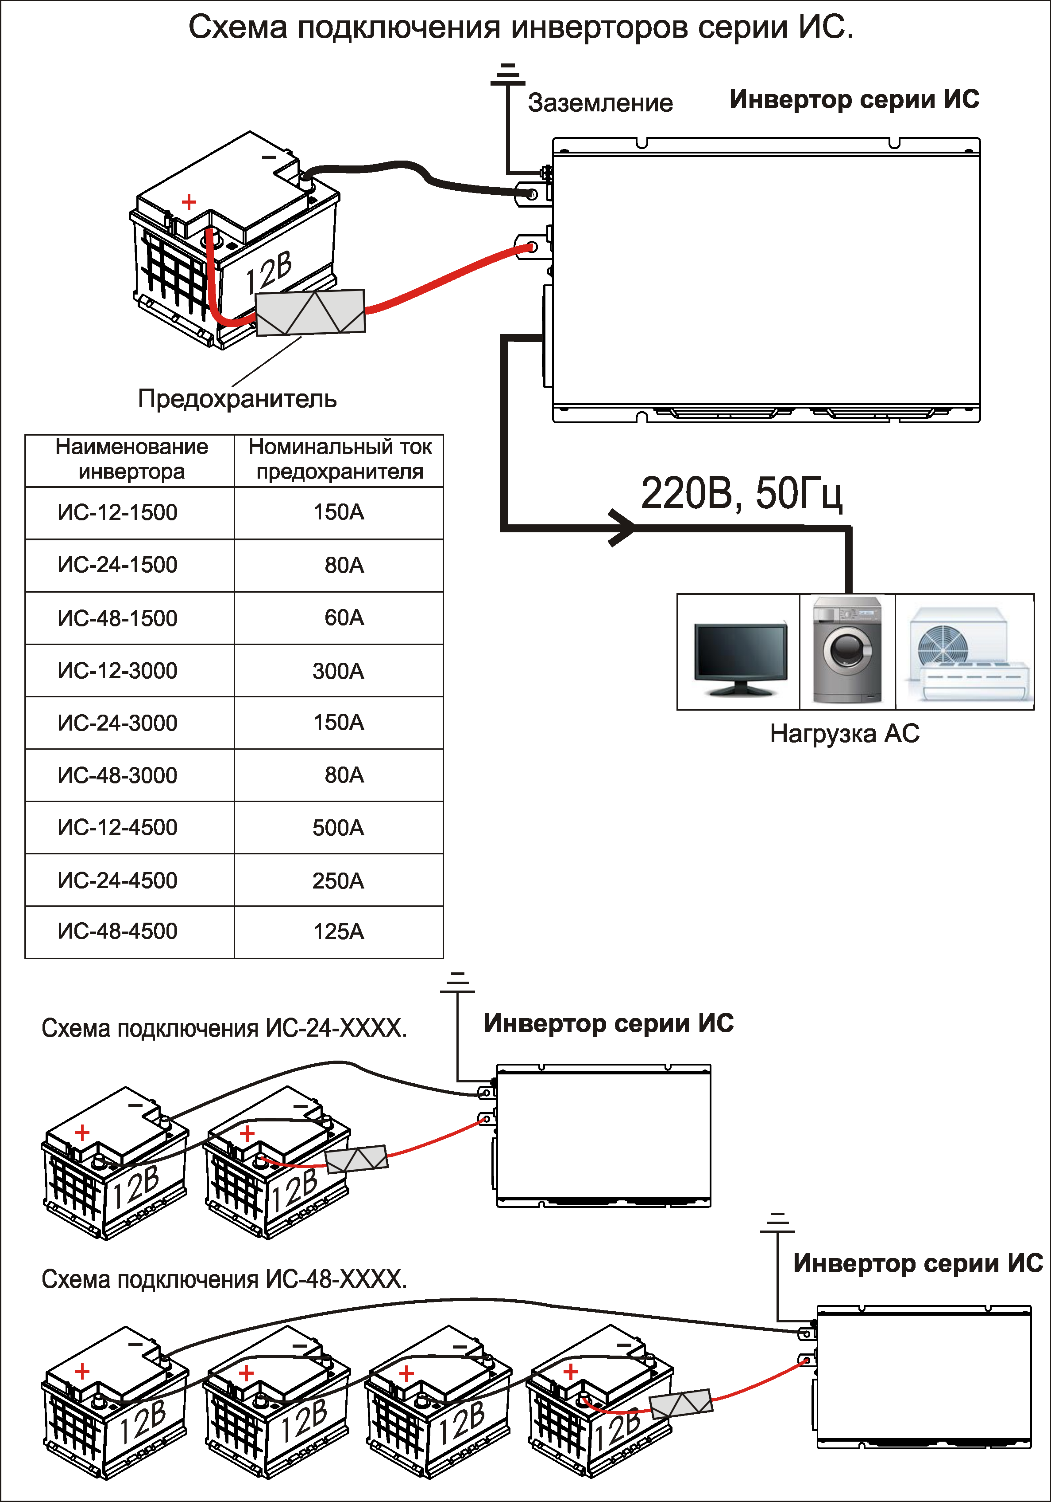 Схема подключения инверторов серии ИС.
Заземление
Инвертор серии ИС
−
+
12В
Предохранитель
Наименование инвертора
Номинальный ток предохранителя
ИС-12-1500 150А
ИС-24-1500 80А
ИС-48-1500 60А
ИС-12-3000 300А
ИС-24-3000 150А
ИС-48-3000 80А
ИС-12-4500 500А
ИС-24-4500 250А
ИС-48-4500 125А
220В, 50Гц
Нагрузка АС
Схема подключения ИС-24-ХХХХ.
Инвертор серии ИС
− −
+ +
12В 12В
Схема подключения ИС-48-ХХХХ.
Инвертор серии ИС
− − − −
+ + + +
12В 12В 12В 12В